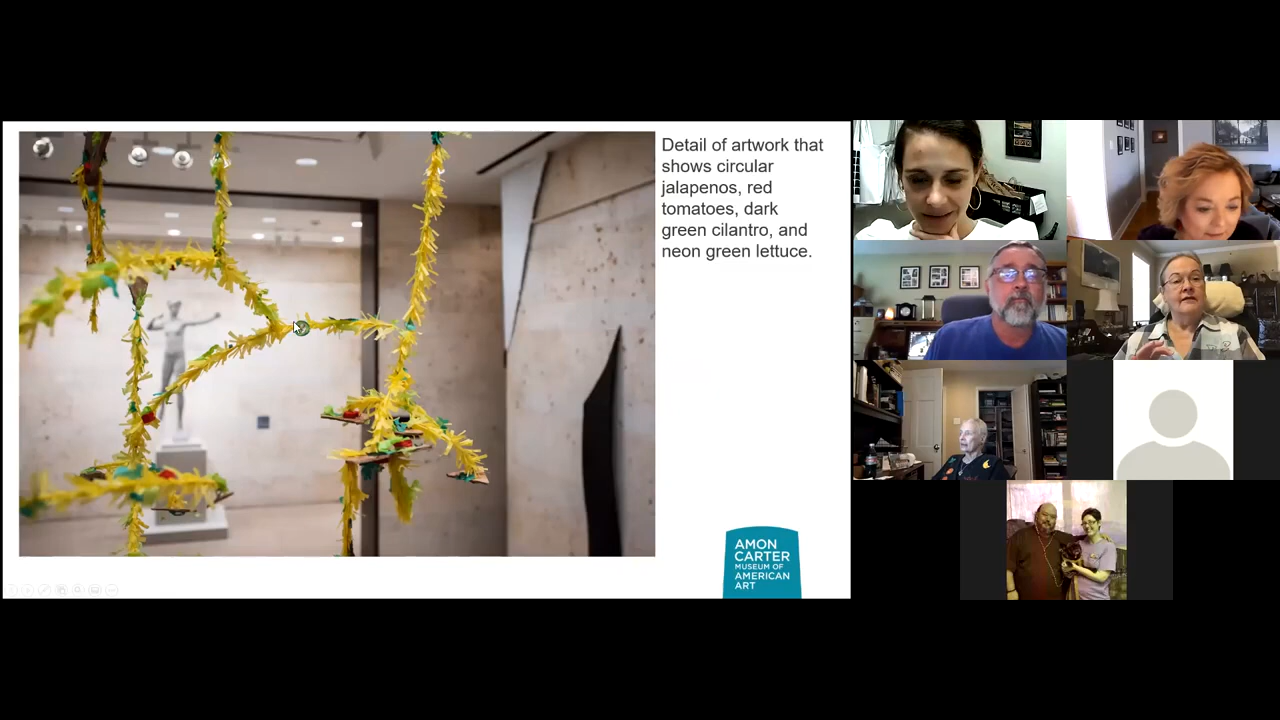 Detail of artwork that
shows circular
jalapenos, red
tomatoes, dark
green cilantro, and
neon green lettuce.
AMON
CARTER
MUSEUM OF
AMERICAN
ART